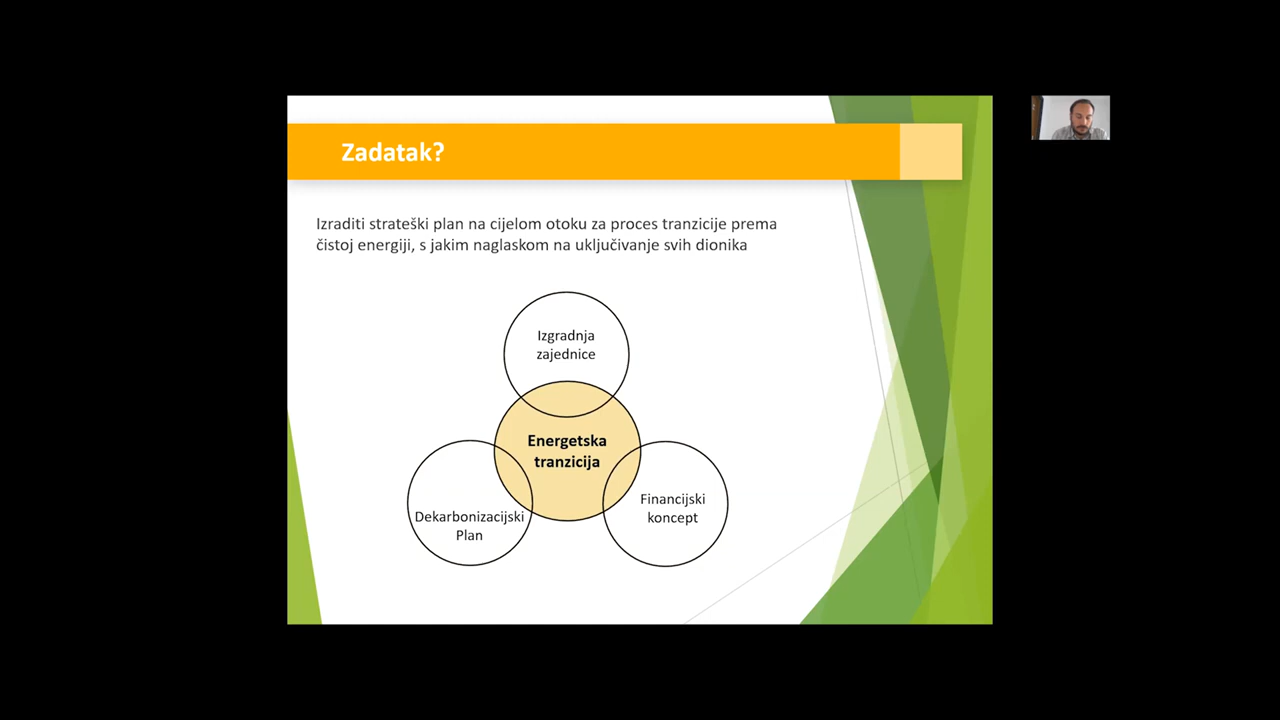 Zadatak?
Izraditi strateški plan na cijelom otoku za proces tranzicije prema
čistoj energiji, s jakim naglaskom na uključivanje svih dionika
Izgradnja
zajednice
Energetska
tranzicija
Dekarbonizacijski
Plan
Financijski
koncept